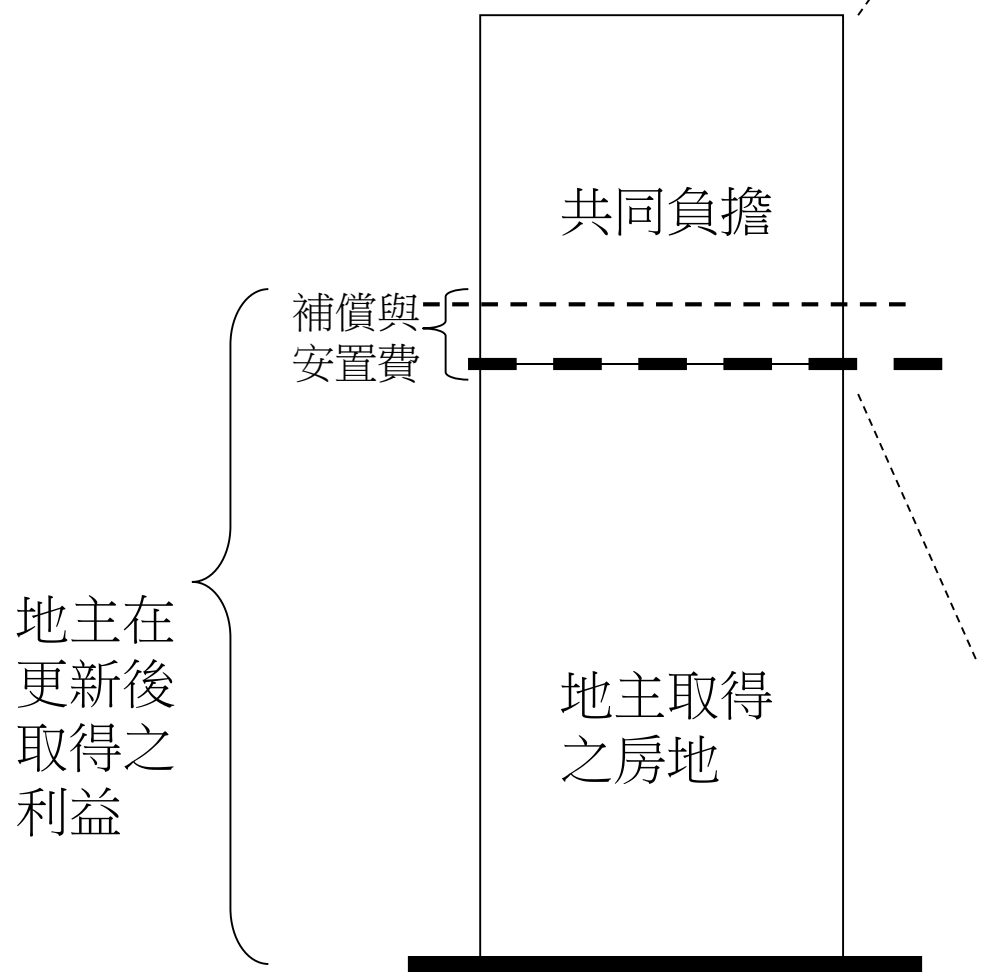 共同負擔
補償與
安置費
地主在
更新後
取得之
利益
地主取得
之房地